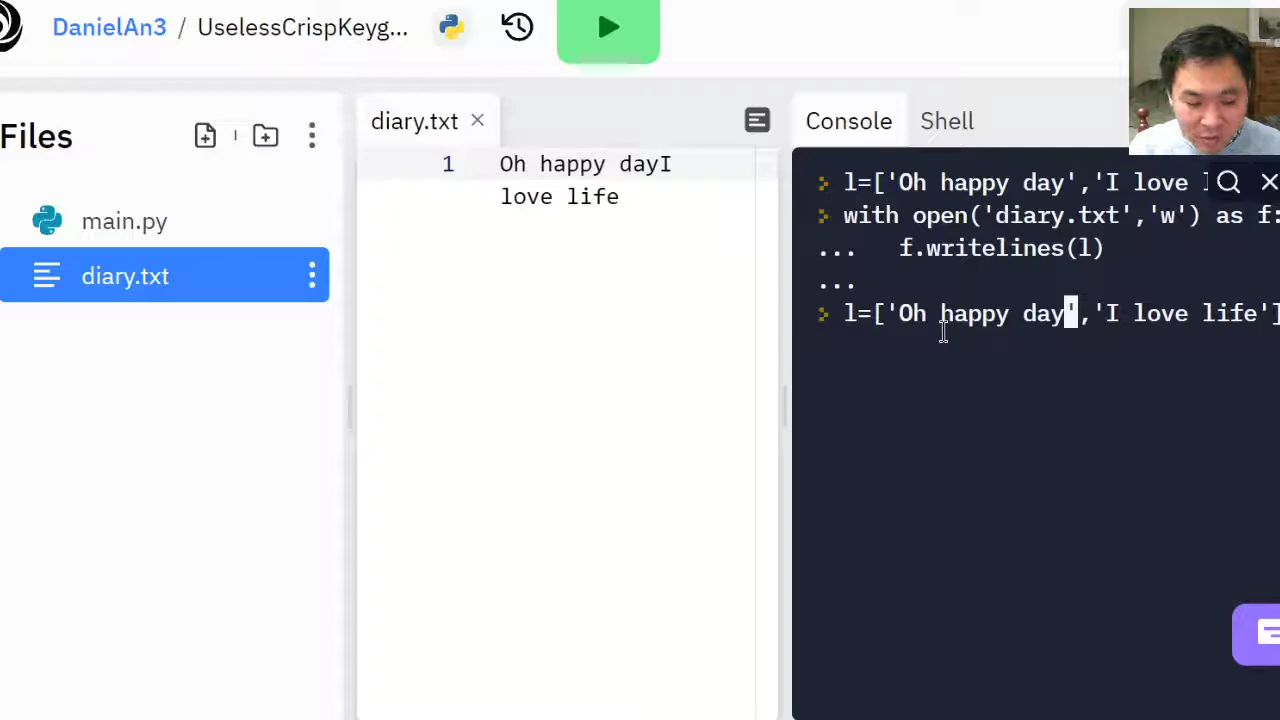 DanielAn3 / UselessCrispKeyg...
Files
main.py
diary.txt
diary.txt ×
1 Oh happy dayI
love life
Console Shell
l=['Oh happy day','I love l
with open('diary.txt','w') as f:
... f.writelines(l)
...
l=['Oh happy day','I love life']